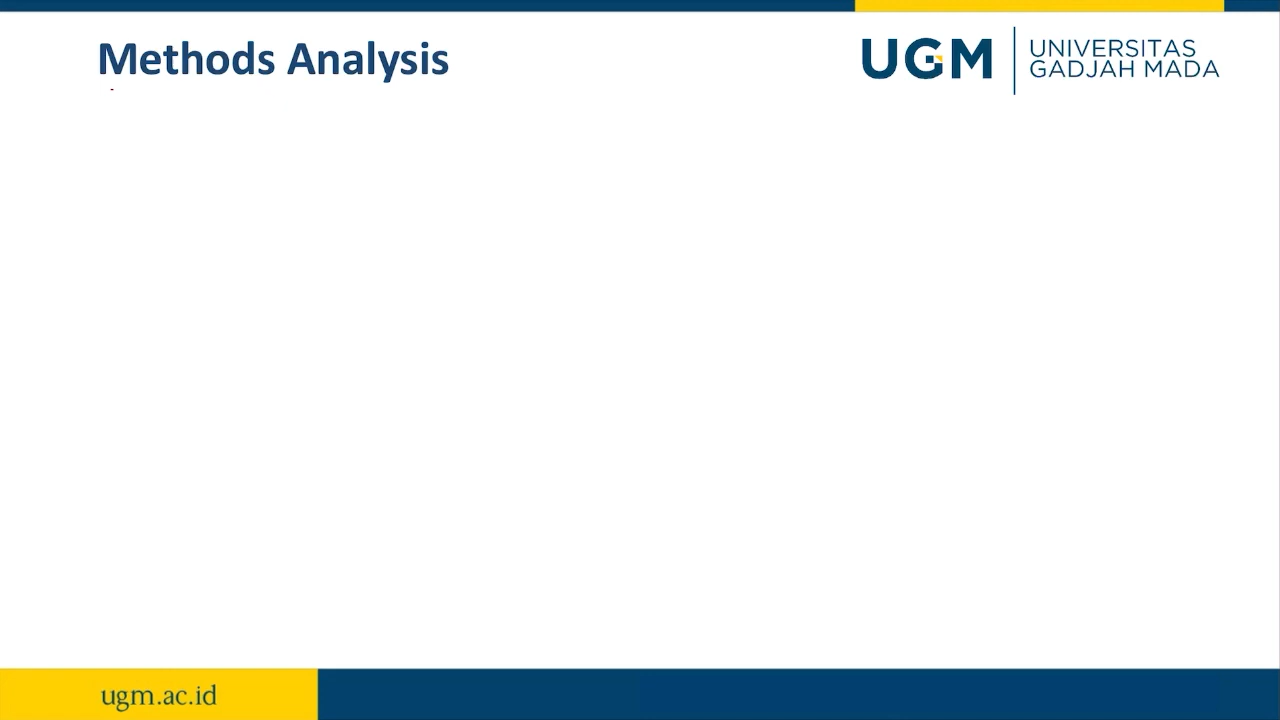 Methods Analysis
UGM
UNIVERSITAS
GADJAH MADA
ugm.ac.id